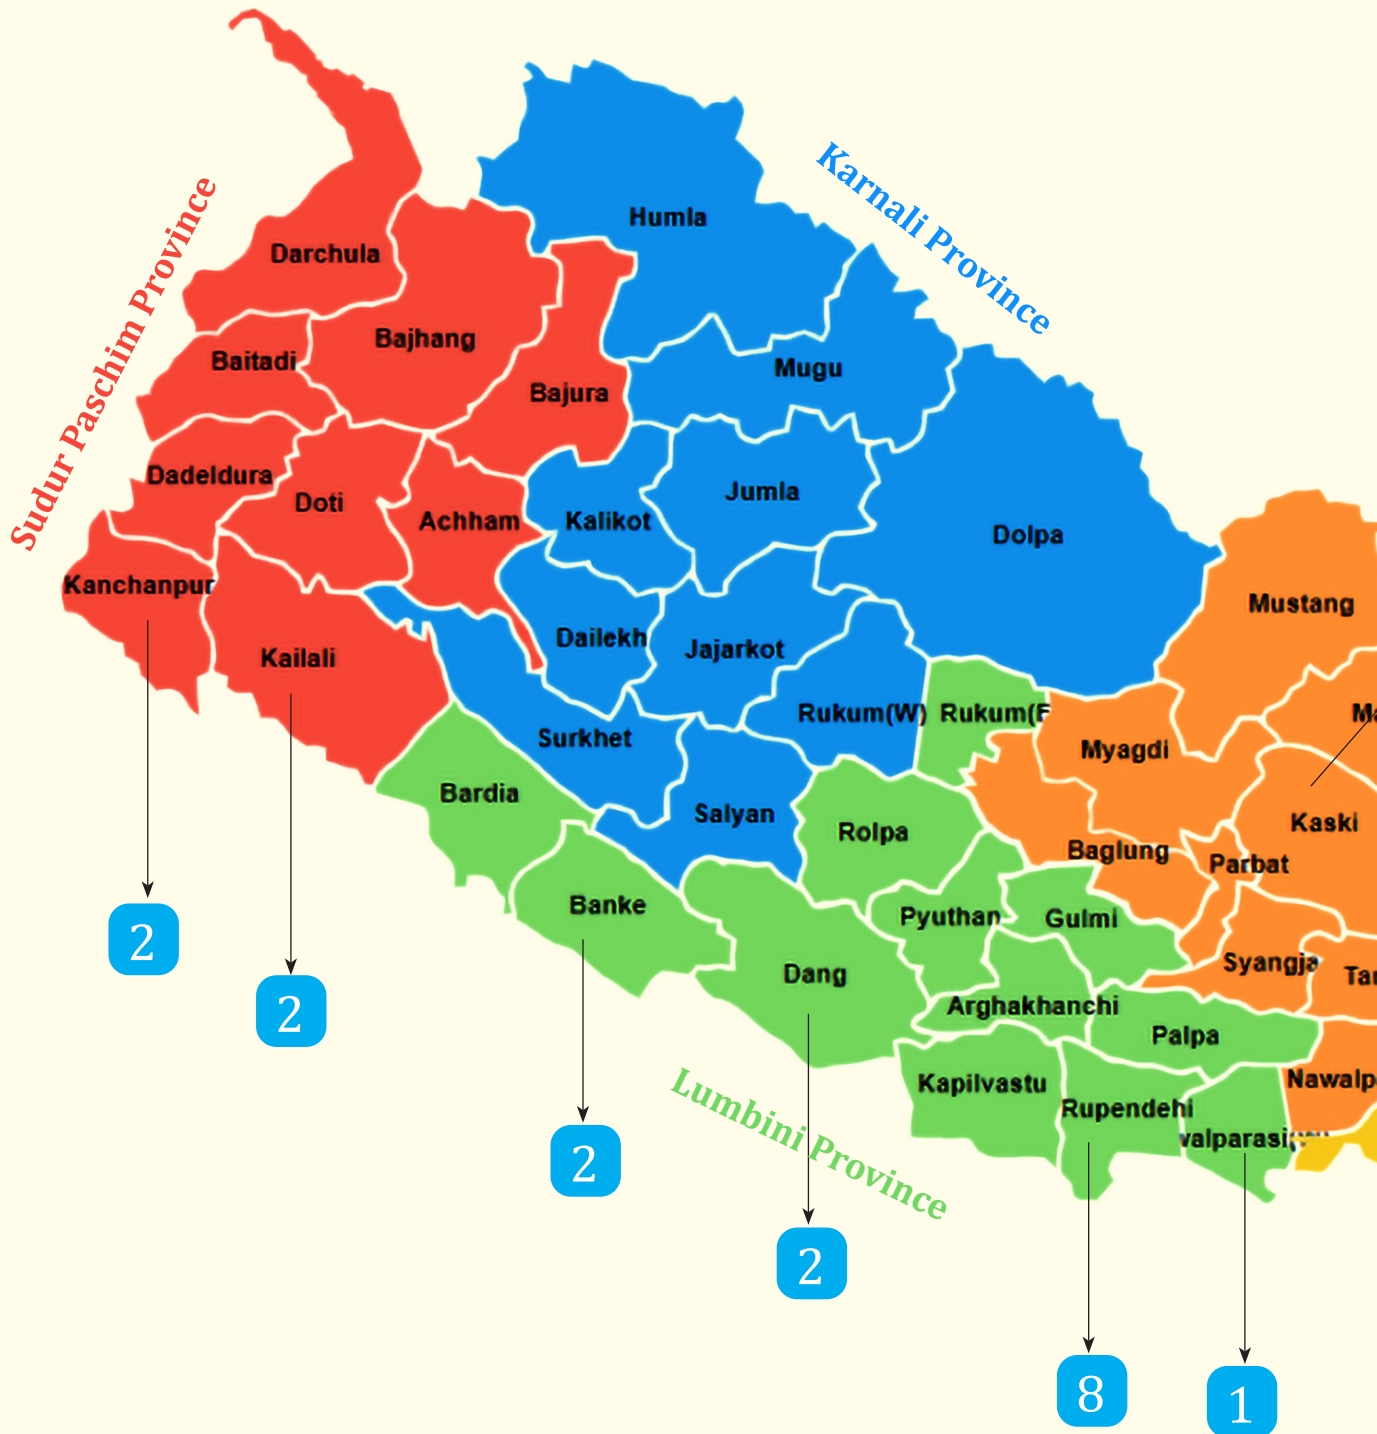 Sudur Paschim Province
Karnali Province
Humla
Darchula
Bajhang
Baitadi
Mugu
Bajura
Dadeldura
Jumla
Doti
Achham
Kalikot
Dolpa
Kanchanpur
Mustang
Dailekh
Jajarkot
Kailali
Rukum(W)
Rukum(E
Surkhet
Myagdi
Bardia
Salyan
Rolpa
Kaski
Baglung
Parbat
Banke
Pyuthan
Gulmi
Syangja
Dang
Arghakhanchi
Palpa
Kapilvastu
Nawalp
Rupendehi
Lumbini Province
2
2
2
2
8
1